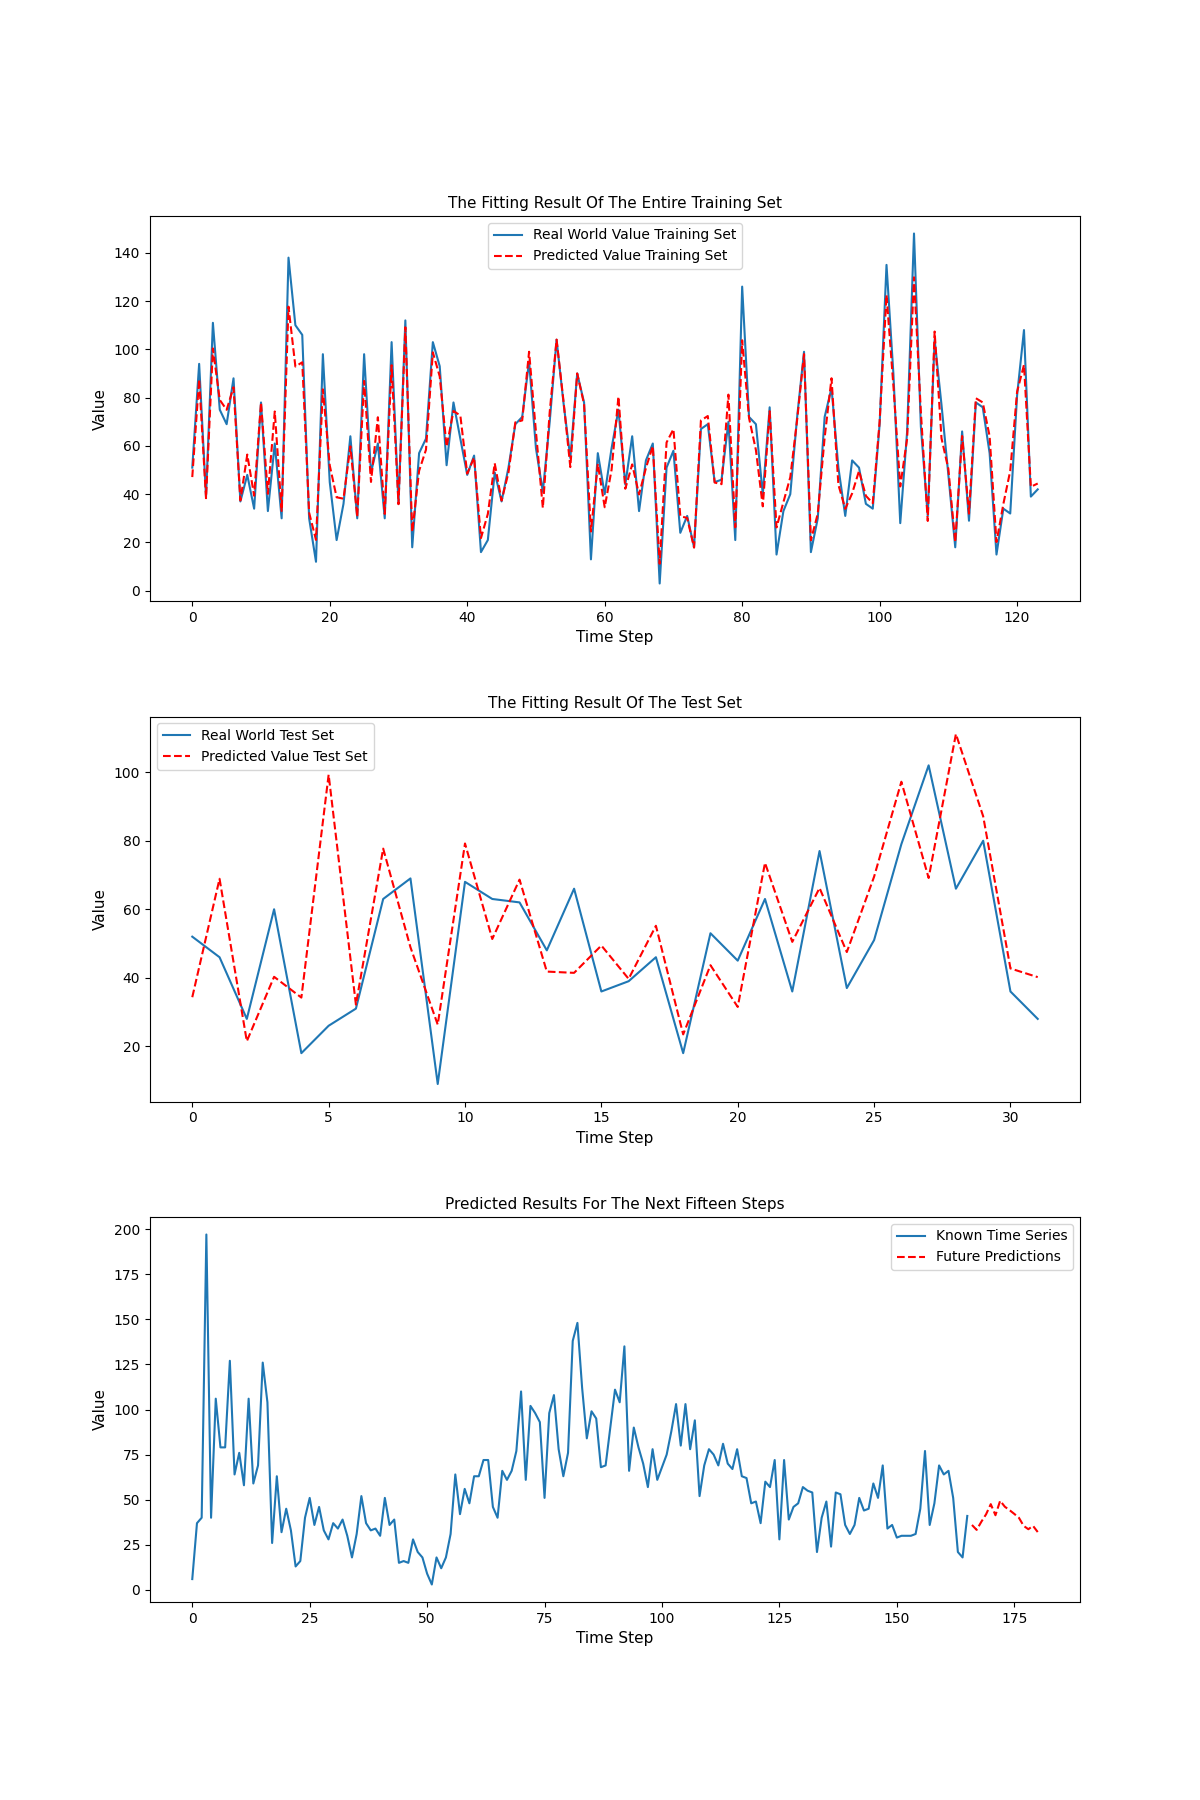 The Fitting Result Of The Entire Training Set
Real World Value Training Set
Predicted Value Training Set
Value
140
120
100
80
60
40
20
0
0 20 40 60 80 100 120
Time Step
The Fitting Result Of The Test Set
Real World Test Set
Predicted Value Test Set
Value
100
80
60
40
20
0 5 10 15 20 25 30
Time Step
Predicted Results For The Next Fifteen Steps
Known Time Series
Future Predictions
Value
200
175
150
125
100
75
50
25
0
0 25 50 75 100 125 150 175
Time Step